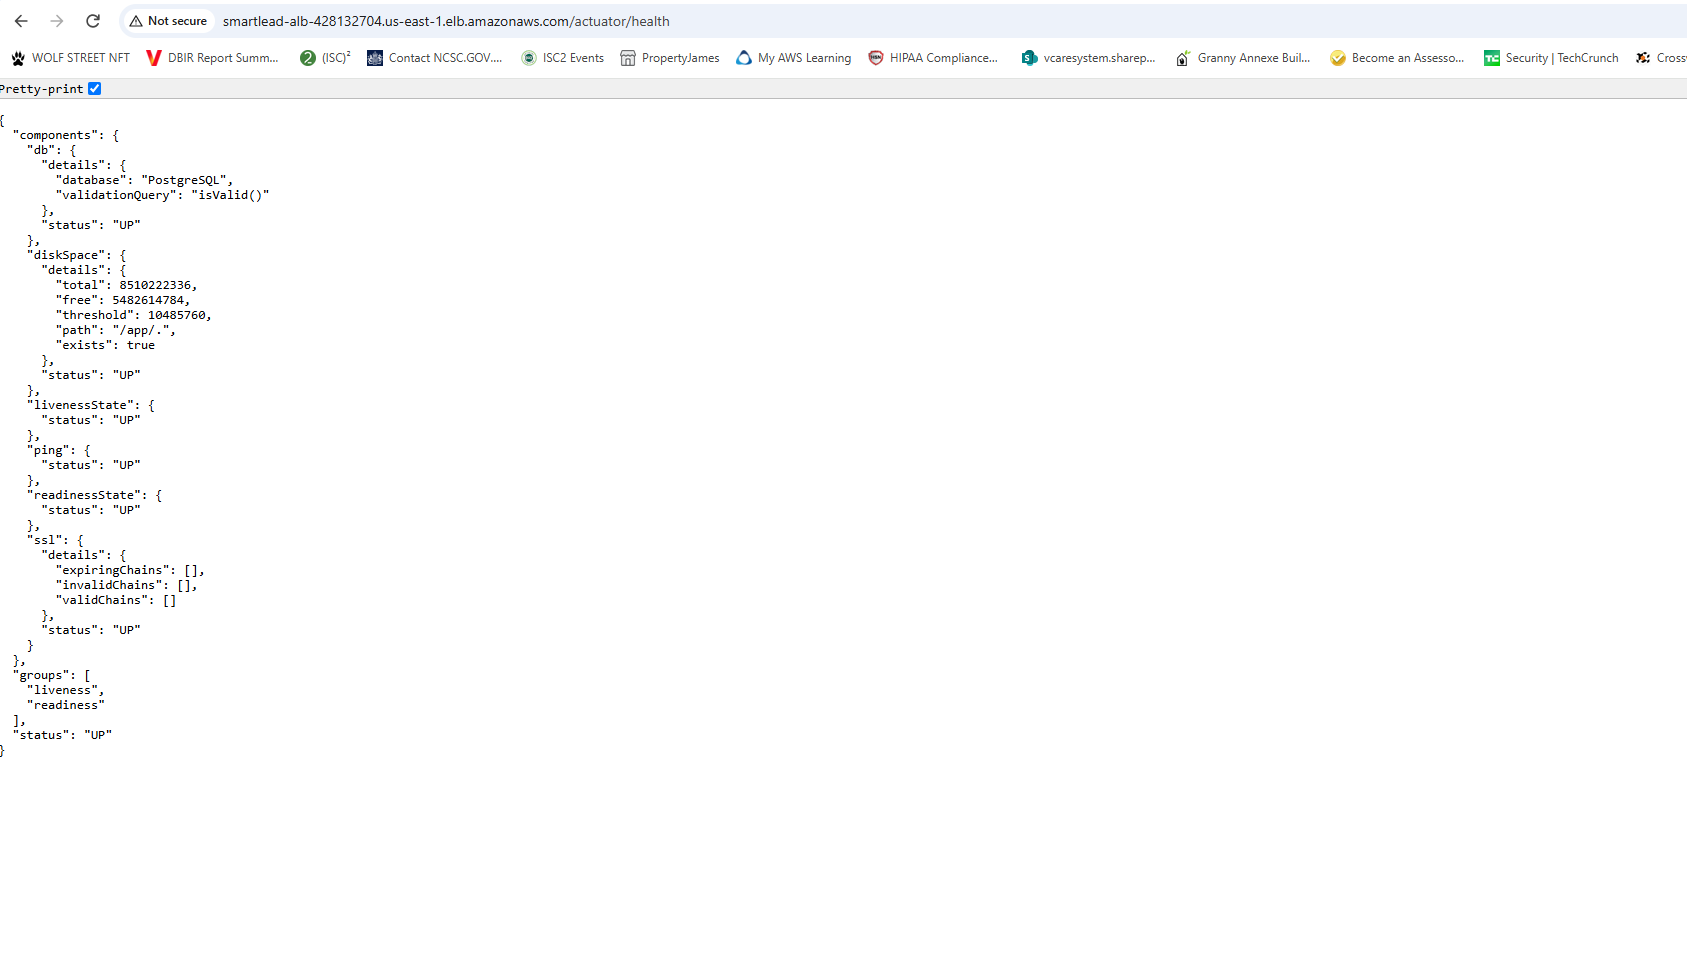 Not secure smartlead-alb-428132704.us-east-1.elb.amazonaws.com/actuator/health
WOLF STREET NFT DBIR Report Summ... (ISC)² Contact NCSC.GOV.... ISC2 Events PropertyJames My AWS Learning HIPAA Compliance... vcaresystem.sharep... Granny Annexe Buil... Become an Assesso... Security | TechCrunch Cross
Pretty-print
{
  "components": {
    "db": {
      "details": {
        "database": "PostgreSQL",
        "validationQuery": "isValid()"
      },
      "status": "UP"
    },
    "diskSpace": {
      "details": {
        "total": 8510222336,
        "free": 5482614784,
        "threshold": 10485760,
        "path": "/app/.",
        "exists": true
      },
      "status": "UP"
    },
    "livenessState": {
      "status": "UP"
    },
    "ping": {
      "status": "UP"
    },
    "readinessState": {
      "status": "UP"
    },
    "ssl": {
      "details": {
        "expiringChains": [],
        "invalidChains": [],
        "validChains": []
      },
      "status": "UP"
    }
  },
  "groups": [
    "liveness",
    "readiness"
  ],
  "status": "UP"
}